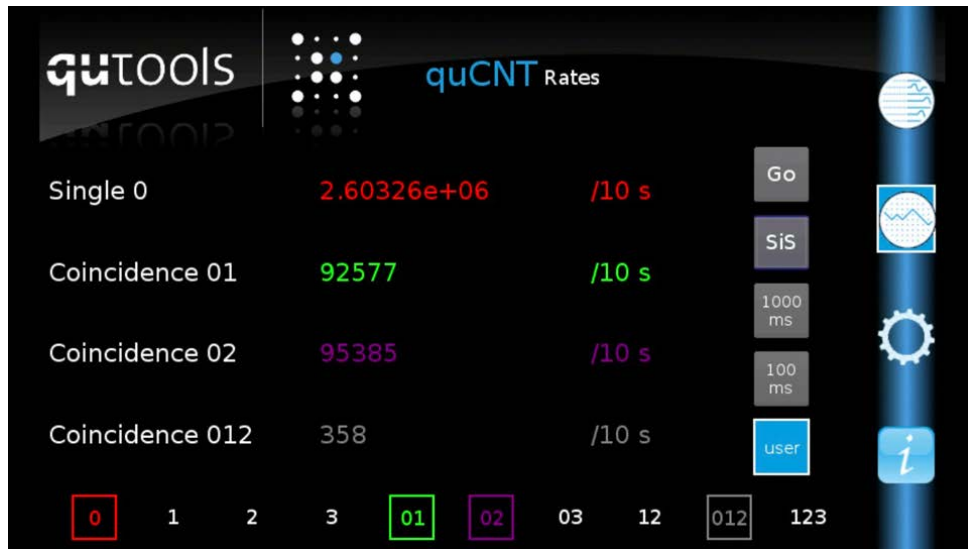 qutools
quCNT Rates
Single 0 2.60326e+06 /10 s
Go
SiS
Coincidence 01 92577 /10 s
1000
ms
Coincidence 02 95385 /10 s
100
ms
Coincidence 012 358 /10 s
user
i
0 1 2 3 01 02 03 12 012 123